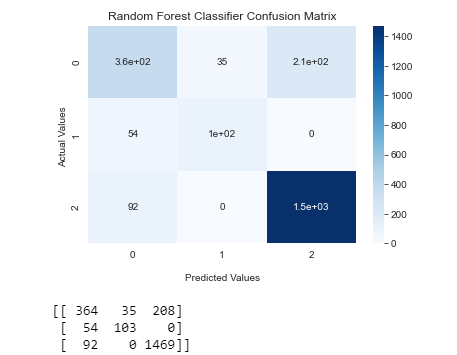 Random Forest Classifier Confusion Matrix
Actual Values
0
3.6e+02 35 2.1e+02
1
54 1e+02 0
2
92 0 1.5e+03
0 1 2
Predicted Values
1400
1200
1000
800
600
400
200
0
[[ 364 35 208]
[ 54 103 0]
[ 92 0 1469]]